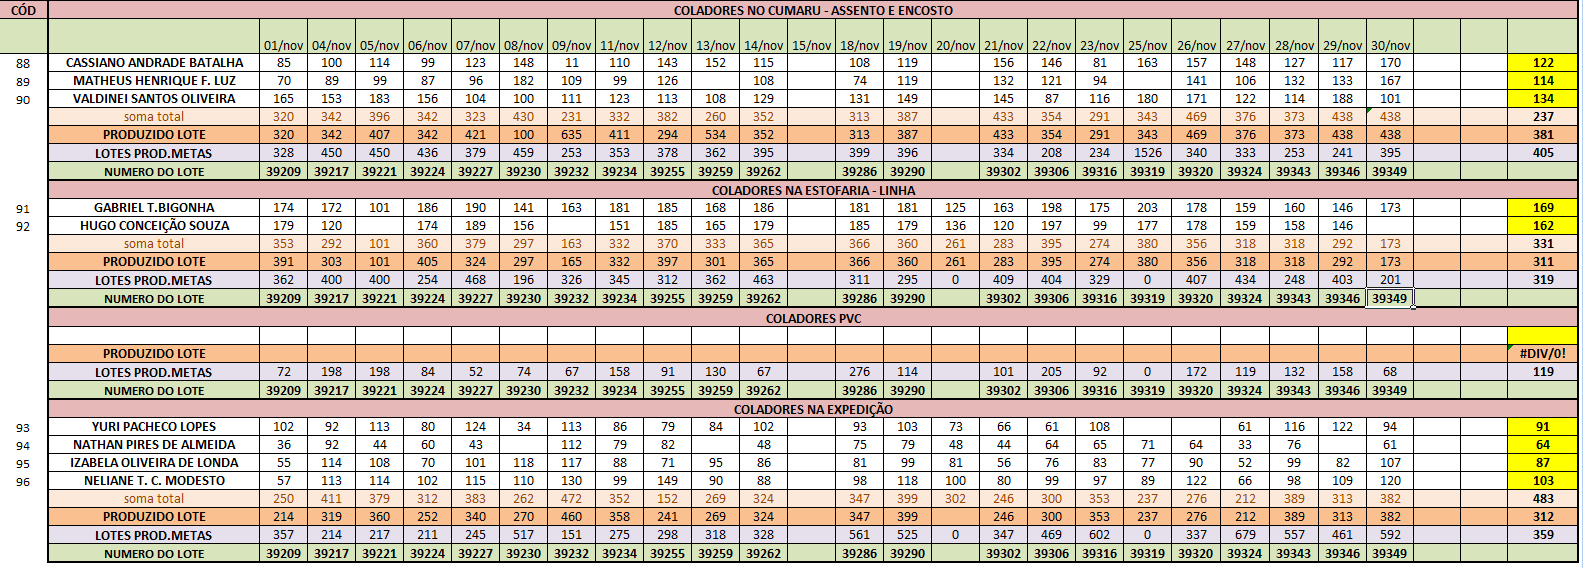 CÓD COLADORES NO CUMARU - ASSENTO E ENCOSTO
01/nov 04/nov 05/nov 06/nov 07/nov 08/nov 09/nov 11/nov 12/nov 13/nov 14/nov 15/nov 18/nov 19/nov 20/nov 21/nov 22/nov 23/nov 25/nov 26/nov 27/nov 28/nov 29/nov 30/nov
88 CASSIANO ANDRADE BATALHA 85 100 114 99 123 148 11 110 143 152 115 108 119 156 146 81 163 157 148 127 117 170 122
89 MATHEUS HENRIQUE F. LUZ 70 89 99 87 96 182 109 99 126 108 74 119 132 121 94 141 106 132 133 167 114
90 VALDINEI SANTOS OLIVEIRA 165 153 183 156 104 100 111 123 113 108 129 131 149 145 87 116 180 171 122 114 188 101 134
soma total 320 342 396 342 323 430 231 332 382 260 352 313 387 433 354 291 343 469 376 373 438 438 237
PRODUZIDO LOTE 320 342 407 342 421 100 635 411 294 534 352 313 387 433 354 291 343 469 376 373 438 438 381
LOTES PROD.METAS 328 450 450 436 379 459 253 353 378 362 395 399 396 334 208 234 1526 340 333 253 241 395 405
NUMERO DO LOTE 39209 39217 39221 39224 39227 39230 39232 39234 39255 39259 39262 39286 39290 39302 39306 39316 39319 39320 39324 39343 39346 39349
COLADORES NA ESTOFARIA - LINHA
91 GABRIEL T.BIGONHA 174 172 101 186 190 141 163 181 185 168 186 181 181 125 163 198 175 203 178 159 160 146 173 169
92 HUGO CONCEIÇÃO SOUZA 179 120 174 189 156 151 185 165 179 185 179 136 120 197 99 177 178 159 158 146 162
soma total 353 292 101 360 379 297 163 332 370 333 365 366 360 261 283 395 274 380 356 318 318 292 173 331
PRODUZIDO LOTE 391 303 101 405 324 297 165 332 397 301 365 366 360 261 283 395 274 380 356 318 318 292 173 311
LOTES PROD.METAS 362 400 400 254 468 196 326 345 312 362 463 311 295 0 409 404 329 0 407 434 248 403 201 319
NUMERO DO LOTE 39209 39217 39221 39224 39227 39230 39232 39234 39255 39259 39262 39286 39290 39302 39306 39316 39319 39320 39324 39343 39346 39349
COLADORES PVC
PRODUZIDO LOTE #DIV/0!
LOTES PROD.METAS 72 198 198 84 52 74 67 158 91 130 67 276 114 101 205 92 0 172 119 132 158 68 119
NUMERO DO LOTE 39209 39217 39221 39224 39227 39230 39232 39234 39255 39259 39262 39286 39290 39302 39306 39316 39319 39320 39324 39343 39346 39349
COLADORES NA EXPEDIÇÃO
93 YURI PACHECO LOPES 102 92 113 80 124 34 113 86 79 84 102 93 103 73 66 61 108 61 116 122 94 91
94 NATHAN PIRES DE ALMEIDA 36 92 44 60 43 112 79 82 48 75 79 48 44 64 65 71 64 33 76 61 64
95 IZABELA OLIVEIRA DE LONDA 55 114 108 70 101 118 117 88 71 95 86 81 99 81 56 76 83 77 90 52 99 82 107 87
96 NELIANE T. C. MODESTO 57 113 114 102 115 110 130 99 149 90 88 98 118 100 80 99 97 89 122 66 98 109 120 103
soma total 250 411 379 312 383 262 472 352 152 269 324 347 399 302 246 300 353 237 276 212 389 313 382 483
PRODUZIDO LOTE 214 319 360 252 340 270 460 358 241 269 324 347 399 246 300 353 237 276 212 389 313 382 312
LOTES PROD.METAS 357 214 217 211 245 517 151 275 298 318 328 561 525 0 347 469 602 0 337 679 557 461 592 359
NUMERO DO LOTE 39209 39217 39221 39224 39227 39230 39232 39234 39255 39259 39262 39286 39290 39302 39306 39316 39319 39320 39324 39343 39346 39349